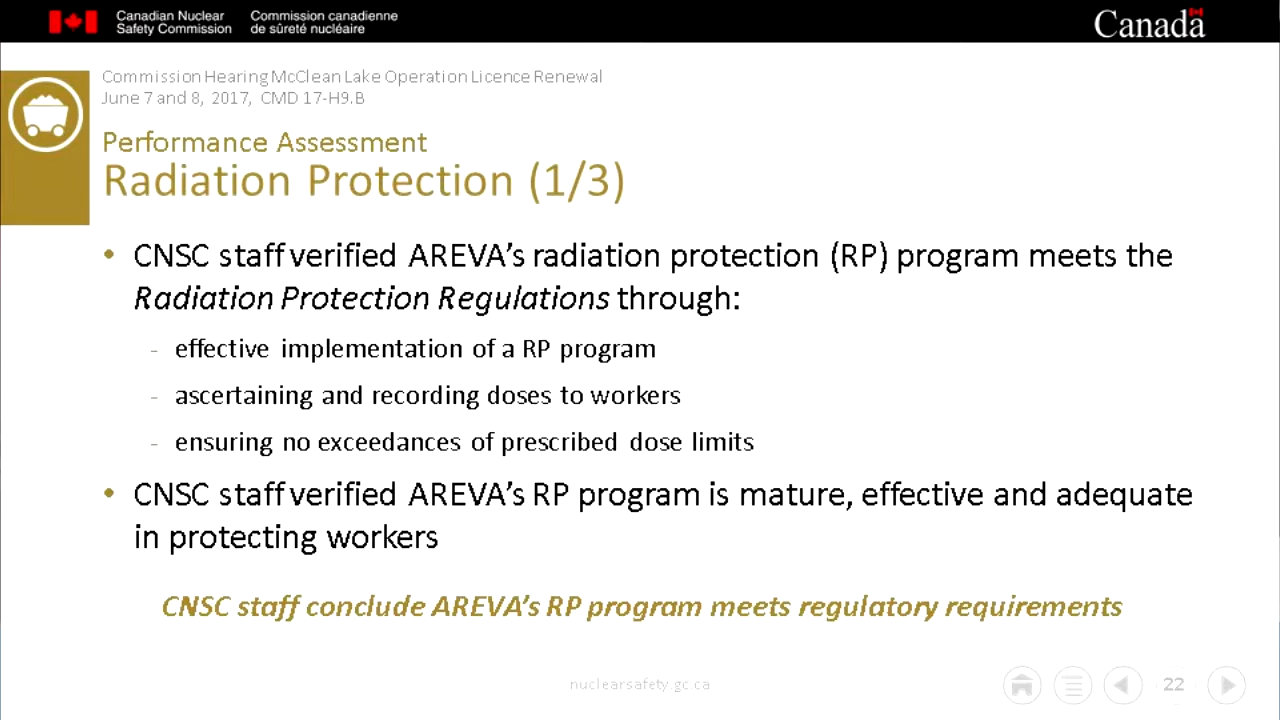 Canadian Nuclear
Safety Commission
Commission canadienne
de sûreté nucléaire
Canada
Commission Hearing McClean Lake Operation Licence Renewal
June 7 and 8, 2017, CMD 17-H9.B
Performance Assessment
Radiation Protection (1/3)
• CNSC staff verified AREVA’s radiation protection (RP) program meets the
Radiation Protection Regulations through:
- effective implementation of a RP program
- ascertaining and recording doses to workers
- ensuring no exceedances of prescribed dose limits
• CNSC staff verified AREVA’s RP program is mature, effective and adequate
in protecting workers
CNSC staff conclude AREVA’s RP program meets regulatory requirements
nuclearsafety.gc.ca
22